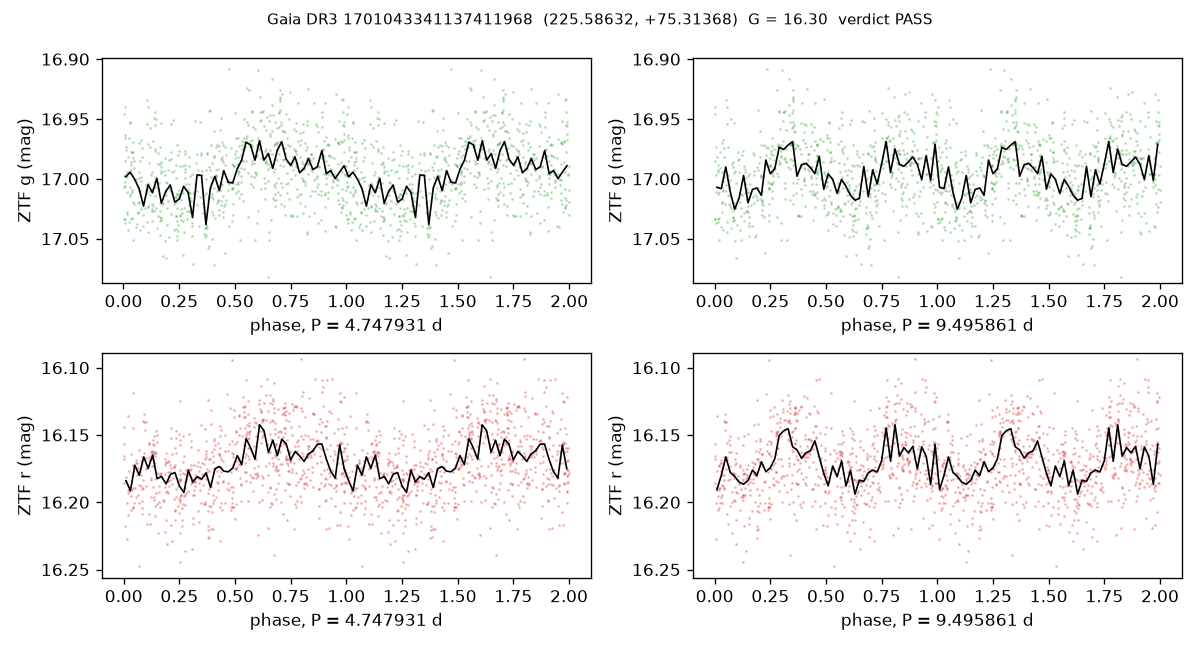 Gaia DR3 1701043341137411968  (225.58632, +75.31368)  G = 16.30  verdict PASS
16.90
16.95
17.00
17.05
ZTF g (mag)
0.00 0.25 0.50 0.75 1.00 1.25 1.50 1.75 2.00
phase, P = 4.747931 d
16.90
16.95
17.00
17.05
ZTF g (mag)
0.00 0.25 0.50 0.75 1.00 1.25 1.50 1.75 2.00
phase, P = 9.495861 d
16.10
16.15
16.20
16.25
ZTF r (mag)
0.00 0.25 0.50 0.75 1.00 1.25 1.50 1.75 2.00
phase, P = 4.747931 d
16.10
16.15
16.20
16.25
ZTF r (mag)
0.00 0.25 0.50 0.75 1.00 1.25 1.50 1.75 2.00
phase, P = 9.495861 d